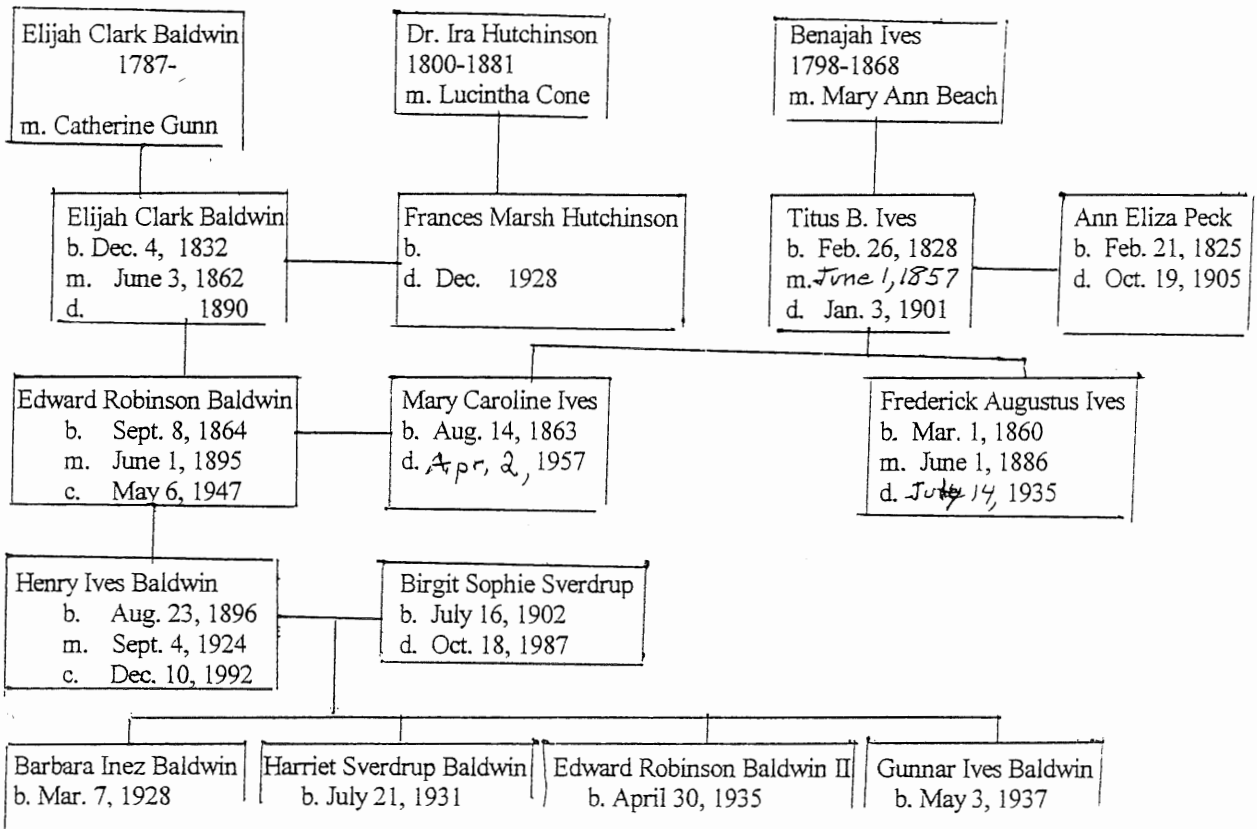 Elijah Clark Baldwin
1787-
m. Catherine Gunn
Dr. Ira Hutchinson
1800-1881
m. Lucintha Cone
Benajah Ives
1798-1868
m. Mary Ann Beach
Elijah Clark Baldwin
b. Dec. 4, 1832
m. June 3, 1862
d. 1890
Frances Marsh Hutchinson
b.
d. Dec. 1928
Titus B. Ives
b. Feb. 26, 1828
m. June 1, 1857
d. Jan. 3, 1901
Ann Eliza Peck
b. Feb. 21, 1825
d. Oct. 19, 1905
Edward Robinson Baldwin
b. Sept. 8, 1864
m. June 1, 1895
c. May 6, 1947
Mary Caroline Ives
b. Aug. 14, 1863
d. Apr, 2, 1957
Frederick Augustus Ives
b. Mar. 1, 1860
m. June 1, 1886
d. 14, 1935
Henry Ives Baldwin
b. Aug. 23, 1896
m. Sept. 4, 1924
c. Dec. 10, 1992
Birgit Sophie Sverdrup
b. July 16, 1902
d. Oct. 18, 1987
Barbara Inez Baldwin
b. Mar. 7, 1928
Harriet Sverdrup Baldwin
b. July 21, 1931
Edward Robinson Baldwin II
b. April 30, 1935
Gunnar Ives Baldwin
b. May 3, 1937